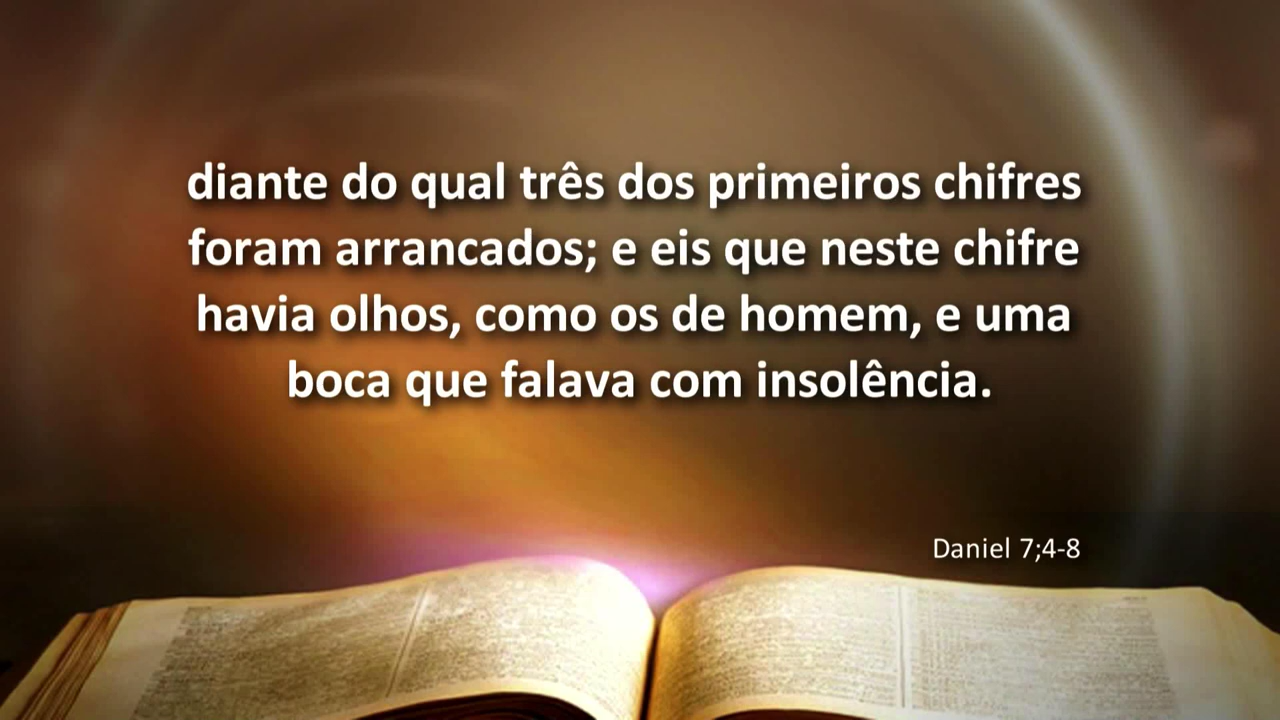 diante do qual três dos primeiros chifres
foram arrancados; e eis que neste chifre
havia olhos, como os de homem, e uma
boca que falava com insolência.
Daniel 7;4-8